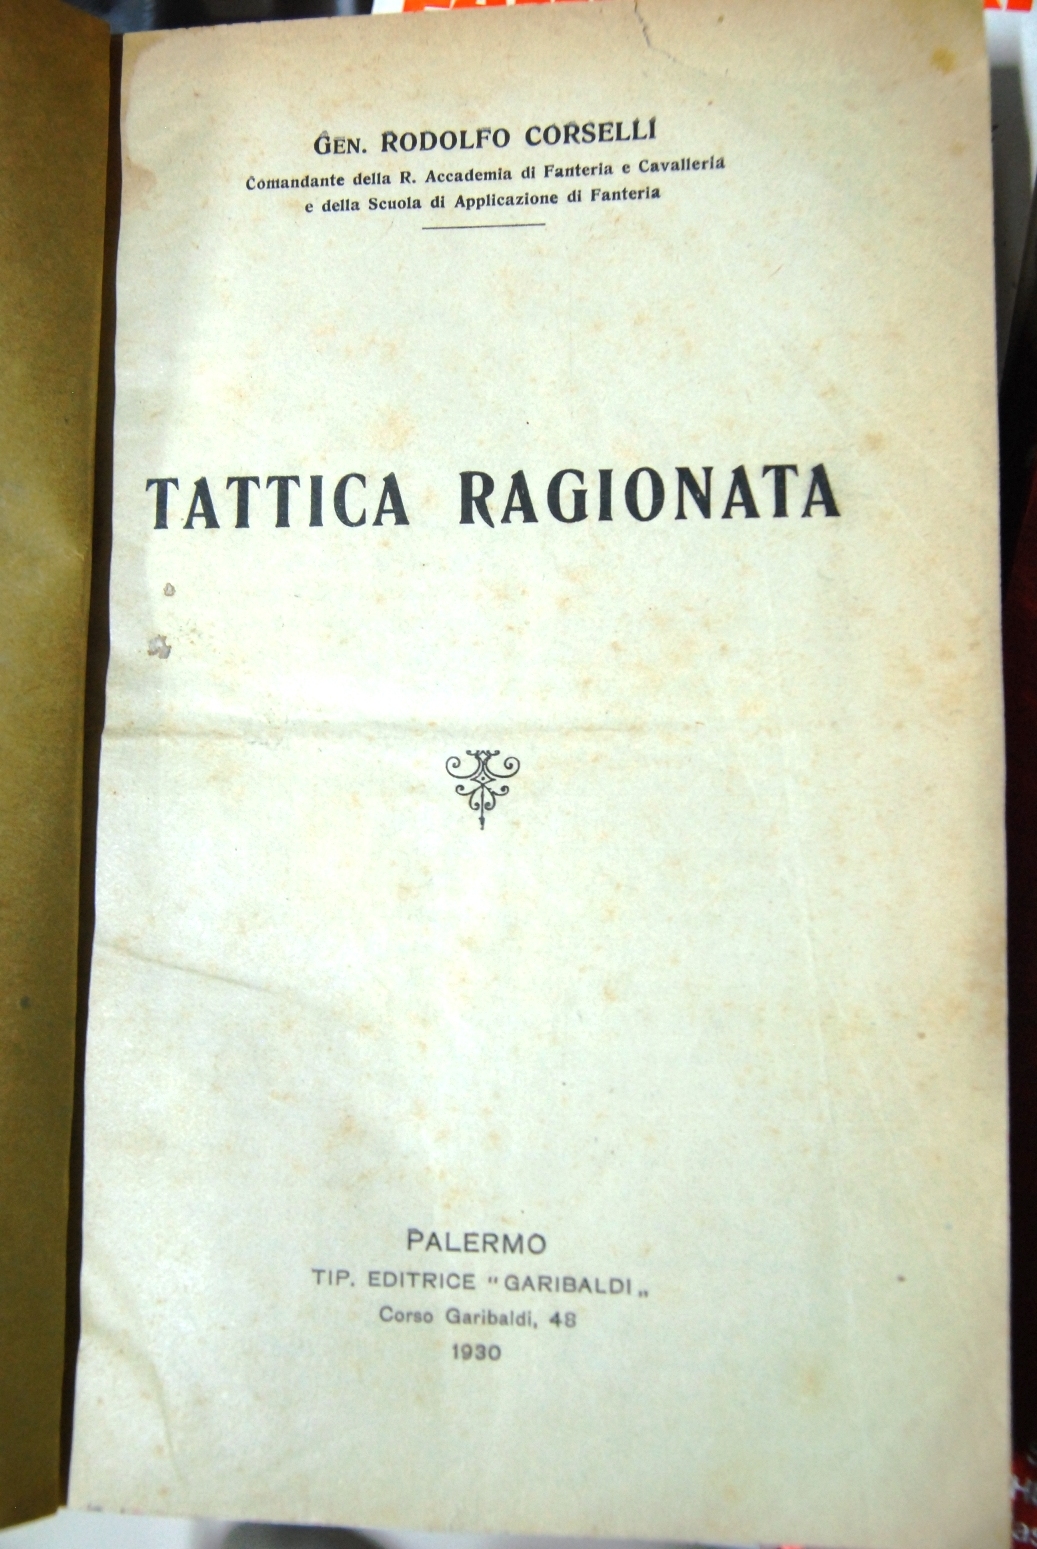 GEN. RODOLFO CORSELLI
Comandante della R. Accademia di Fanteria e Cavalleria
e della Scuola di Applicazione di Fanteria
TATTICA RAGIONATA
PALERMO
TIP. EDITRICE "GARIBALDI„
Corso Garibaldi, 48
1930